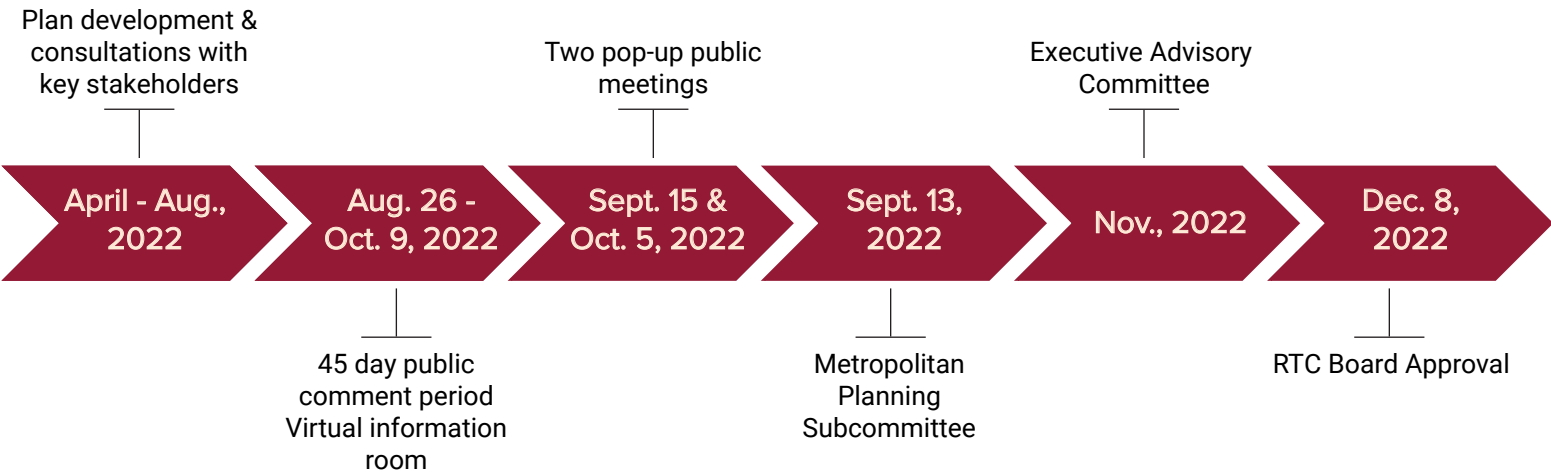 Plan development &
consultations with
key stakeholders
Two pop-up public
meetings
Executive Advisory
Committee
April - Aug.,
2022
Aug. 26 -
Oct. 9, 2022
Sept. 15 &
Oct. 5, 2022
Sept. 13,
2022
Nov., 2022
Dec. 8,
2022
45 day public
comment period
Virtual information
room
Metropolitan
Planning
Subcommittee
RTC Board Approval